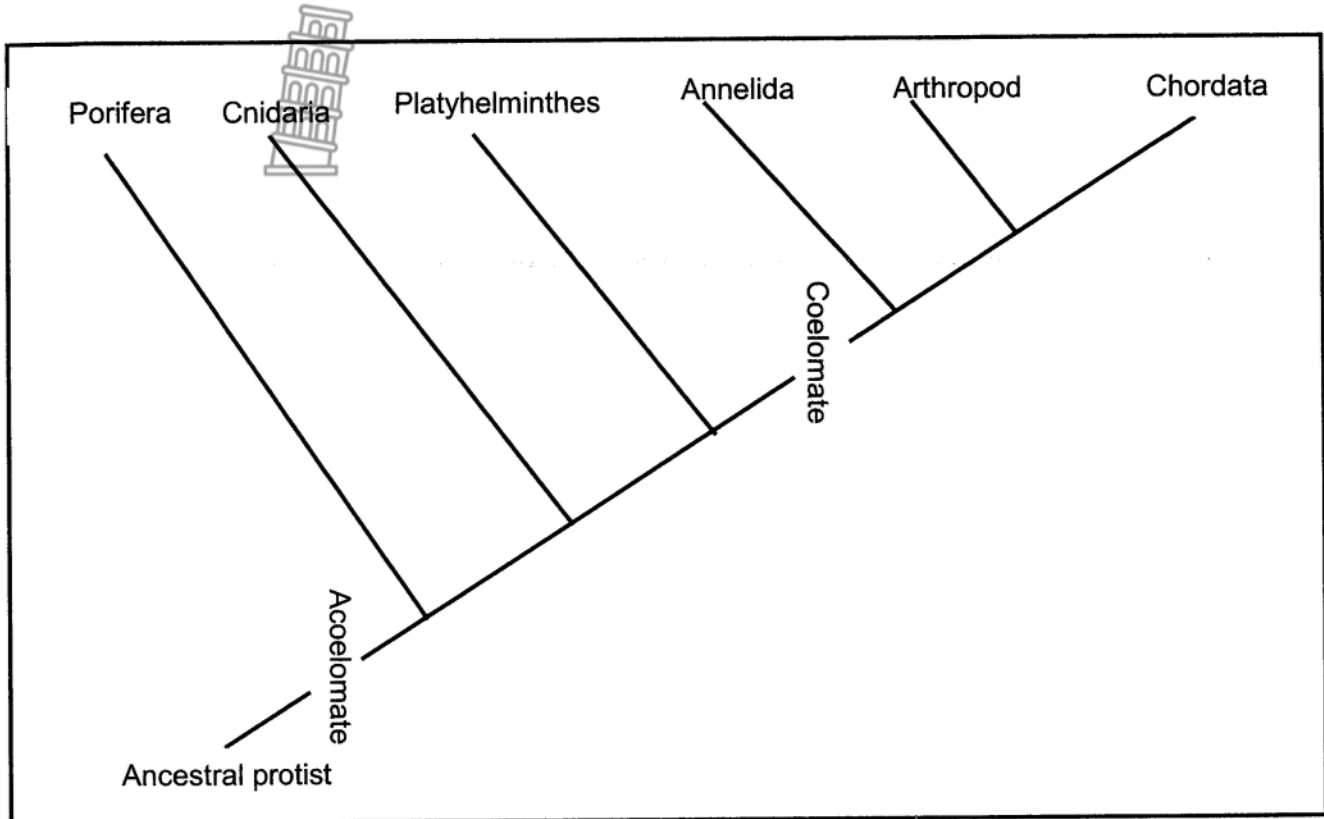 Porifera
Cnidaria
Platyhelminthes
Annelida
Arthropod
Chordata
Coelomate
Acoelomate
Ancestral protist